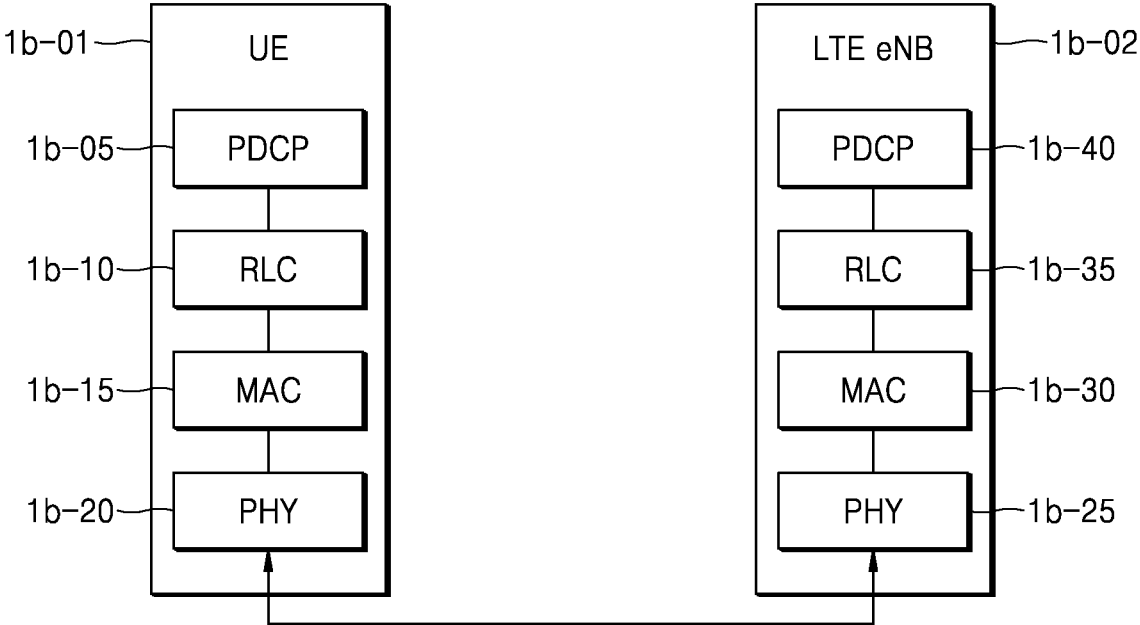 1b-01 UE LTE eNB 1b-02
1b-05 PDCP PDCP 1b-40
1b-10 RLC RLC 1b-35
1b-15 MAC MAC 1b-30
1b-20 PHY PHY 1b-25